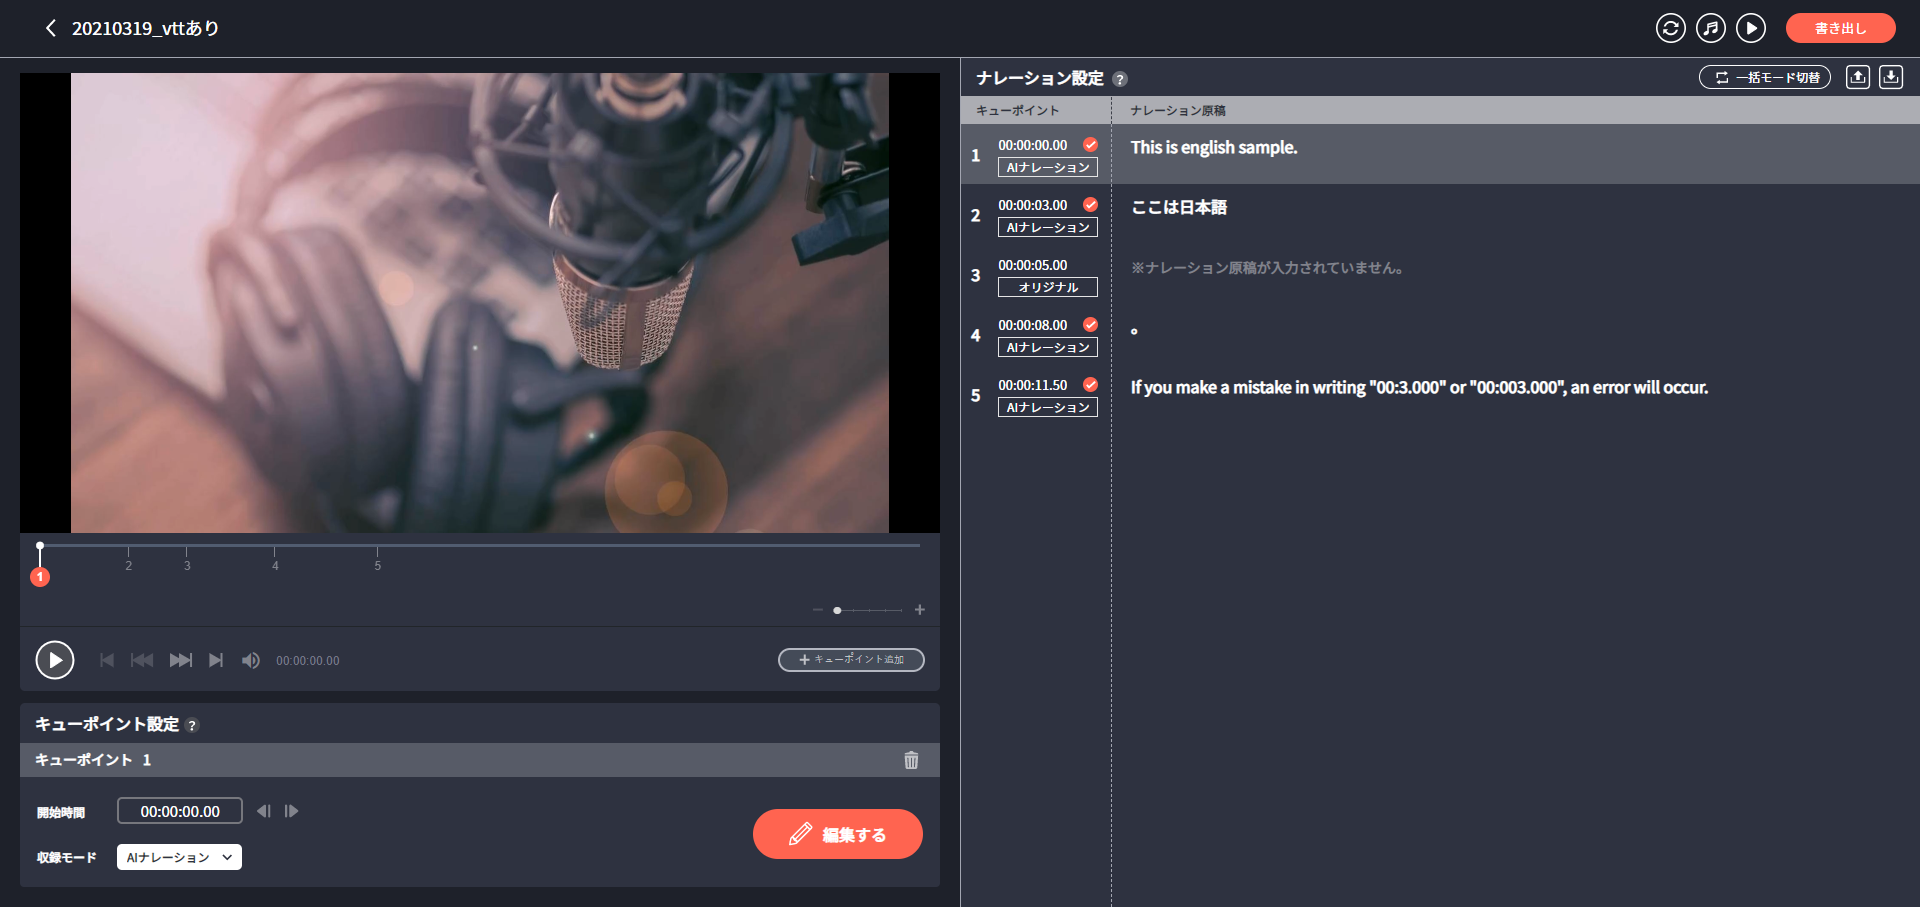 20210319_vttあり
書き出し
ナレーション設定 ?
一括モード切替
キューポイント
ナレーション原稿
1
00:00:00.00
AIナレーション
This is english sample.
2
00:00:03.00
AIナレーション
ここは日本語
3
00:00:05.00
オリジナル
※ナレーション原稿が入力されていません。
4
00:00:08.00
AIナレーション
。
5
00:00:11.50
AIナレーション
If you make a mistake in writing "00:3.000" or "00:003.000", an error will occur.
1
2
3
4
5
00:00:00.00
キューポイント追加
キューポイント設定 ?
キューポイント 1
開始時間
00:00:00.00
収録モード
AIナレーション
編集する